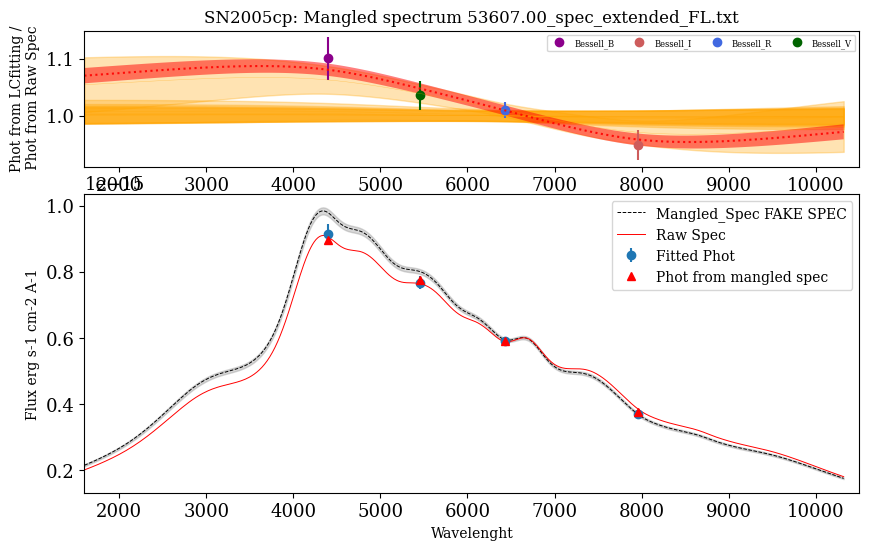 SN2005cp: Mangled spectrum 53607.00_spec_extended_FL.txt
Phot from LCfitting /
Phot from Raw Spec
1.1
1.0
Bessell_B
Bessell_I
Bessell_R
Bessell_V
2000 3000 4000 5000 6000 7000 8000 9000 10000
1e−15
Flux erg s-1 cm-2 A-1
1.0
0.8
0.6
0.4
0.2
Mangled_Spec FAKE SPEC
Raw Spec
Fitted Phot
Phot from mangled spec
2000 3000 4000 5000 6000 7000 8000 9000 10000
Wavelenght